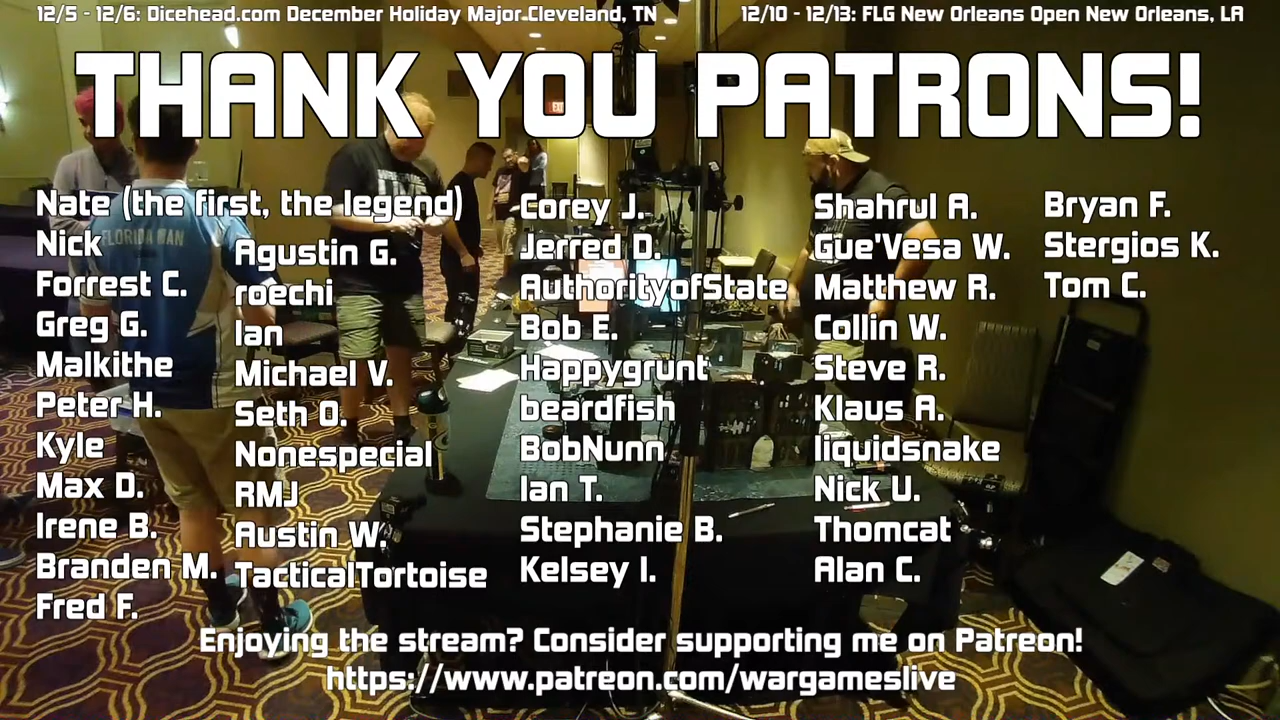 12/5 - 12/6: Dicehead.com December Holiday Major Cleveland, TN
12/10 - 12/13: FLG New Orleans Open New Orleans, LA
THANK YOU PATRONS!
Nate (the first, the legend)
Nick
Forrest C.
Greg G.
Malkithe
Peter H.
Kyle
Max D.
Irene B.
Branden M.
Fred F.
Agustin G.
roechi
Ian
Michael V.
Seth O.
Nonespecial
RMJ
Austin W.
TacticalTortoise
Corey J.
Jerred D.
AuthorityofState
Bob E.
Happygrunt
beardfish
BobNunn
Ian T.
Stephanie B.
Kelsey I.
Shahrul A.
Gue'Vesa W.
Matthew R.
Collin W.
Steve R.
Klaus A.
liquidsnake
Nick U.
Thomcat
Alan C.
Bryan F.
Stergios K.
Tom C.
Enjoying the stream? Consider supporting me on Patreon!
https://www.patreon.com/wargameslive
FLORIDA MAN
EXIT